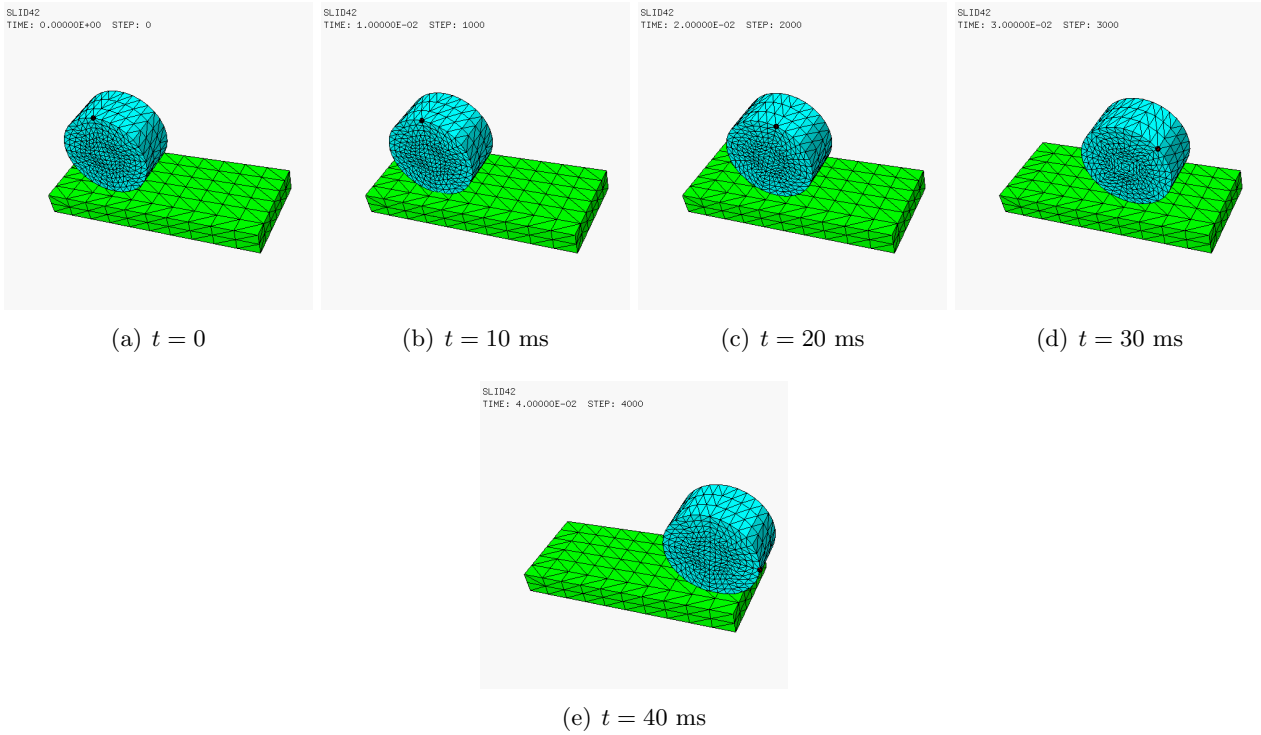 SLID42
TIME: 0.00000E+00 STEP: 0
SLID42
TIME: 1.00000E-02 STEP: 1000
SLID42
TIME: 2.00000E-02 STEP: 2000
SLID42
TIME: 3.00000E-02 STEP: 3000
(a) t = 0
(b) t = 10 ms
(c) t = 20 ms
(d) t = 30 ms
SLID42
TIME: 4.00000E-02 STEP: 4000
(e) t = 40 ms